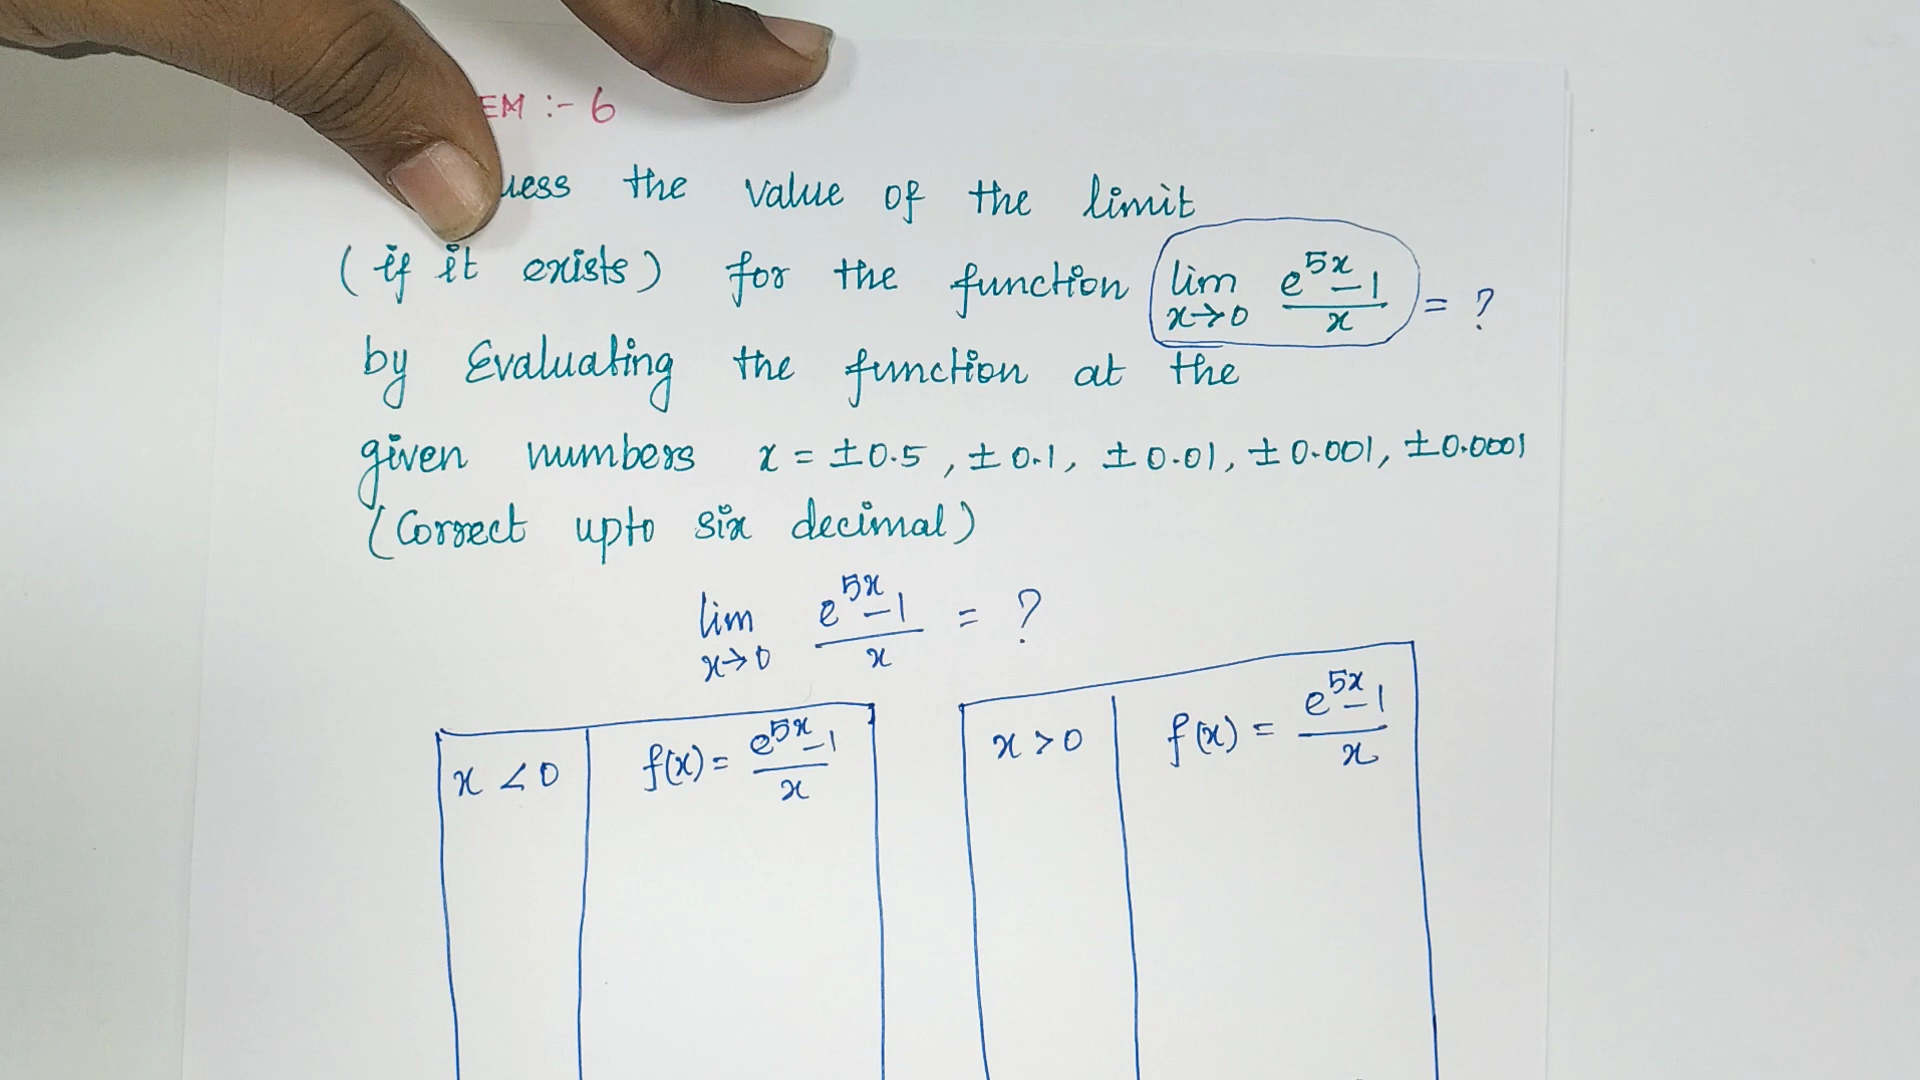 EM :- 6
uess the value of the limit
(if it exists) for the function lim x→0 e^5x - 1 / x = ?
by Evaluating the function at the
given numbers x = ±0.5, ±0.1, ±0.01, ±0.001, ±0.0001
(Correct upto six decimal)
lim x→0 e^5x - 1 / x = ?
x < 0 f(x) = e^5x - 1 / x
x > 0 f(x) = e^5x - 1 / x